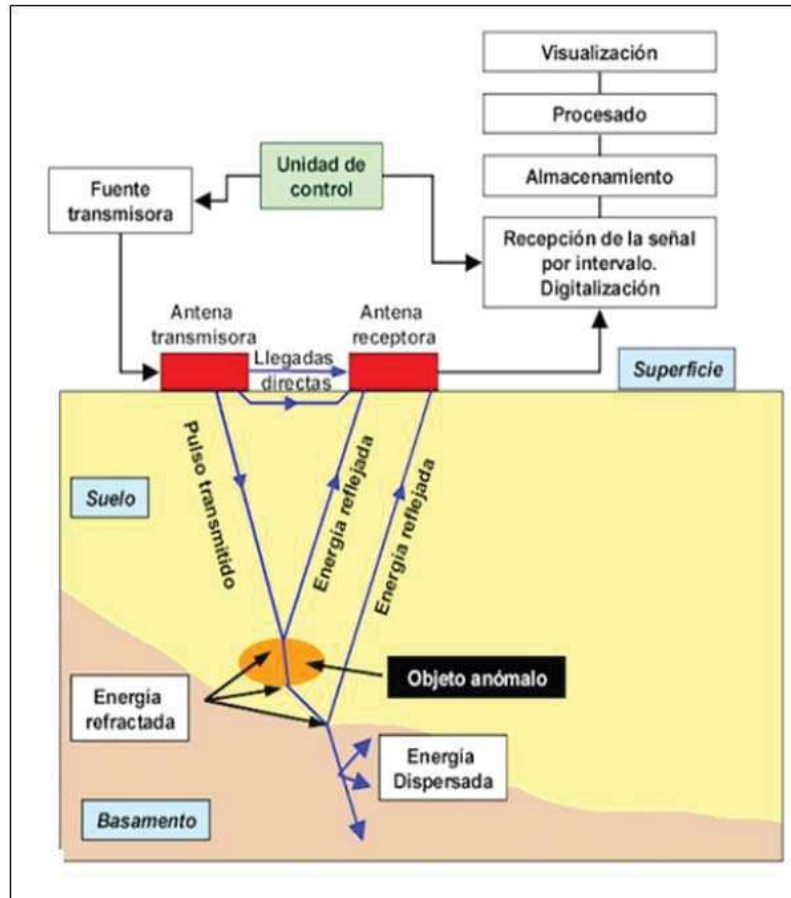 Visualización
Procesado
Almacenamiento
Recepción de la señal
por intervalo.
Digitalización
Unidad de
control
Fuente
transmisora
Antena
transmisora
Llegadas
directas
Antena
receptora
Superficie
Suelo
Pulso transmitido
Energía reflejada
Energía reflejada
Objeto anómalo
Energía
refractada
Energía
Dispersada
Basamento